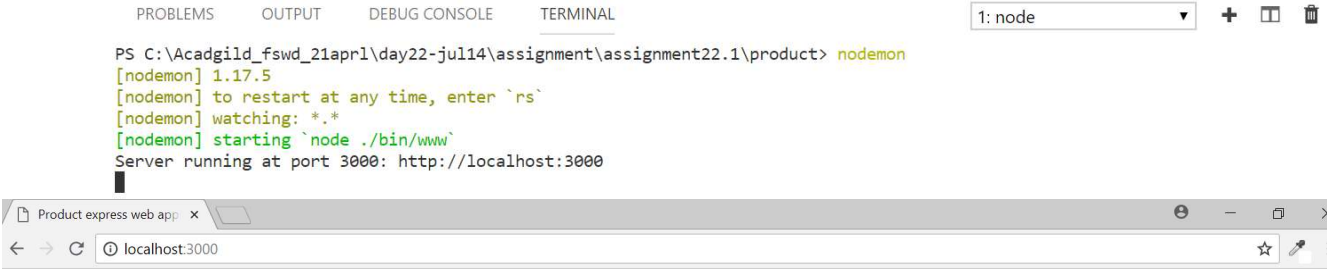 PROBLEMS OUTPUT DEBUG CONSOLE TERMINAL 1: node
PS C:\Acadgild_fswd_21aprl\day22-jul14\assignment\assignment22.1\product> nodemon
[nodemon] 1.17.5
[nodemon] to restart at any time, enter `rs`
[nodemon] watching: *.*
[nodemon] starting `node ./bin/www`
Server running at port 3000: http://localhost:3000
Product express web app
localhost:3000